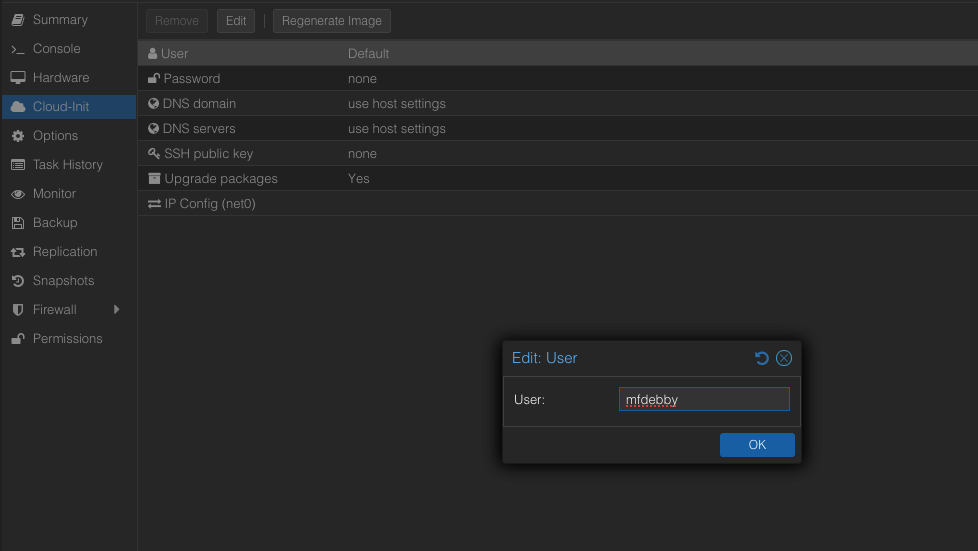 Summary
Console
Hardware
Cloud-Init
Options
Task History
Monitor
Backup
Replication
Snapshots
Firewall
Permissions
Remove Edit Regenerate Image
User Default
Password none
DNS domain use host settings
DNS servers use host settings
SSH public key none
Upgrade packages Yes
IP Config (net0)
Edit: User
User: mfdebby
OK